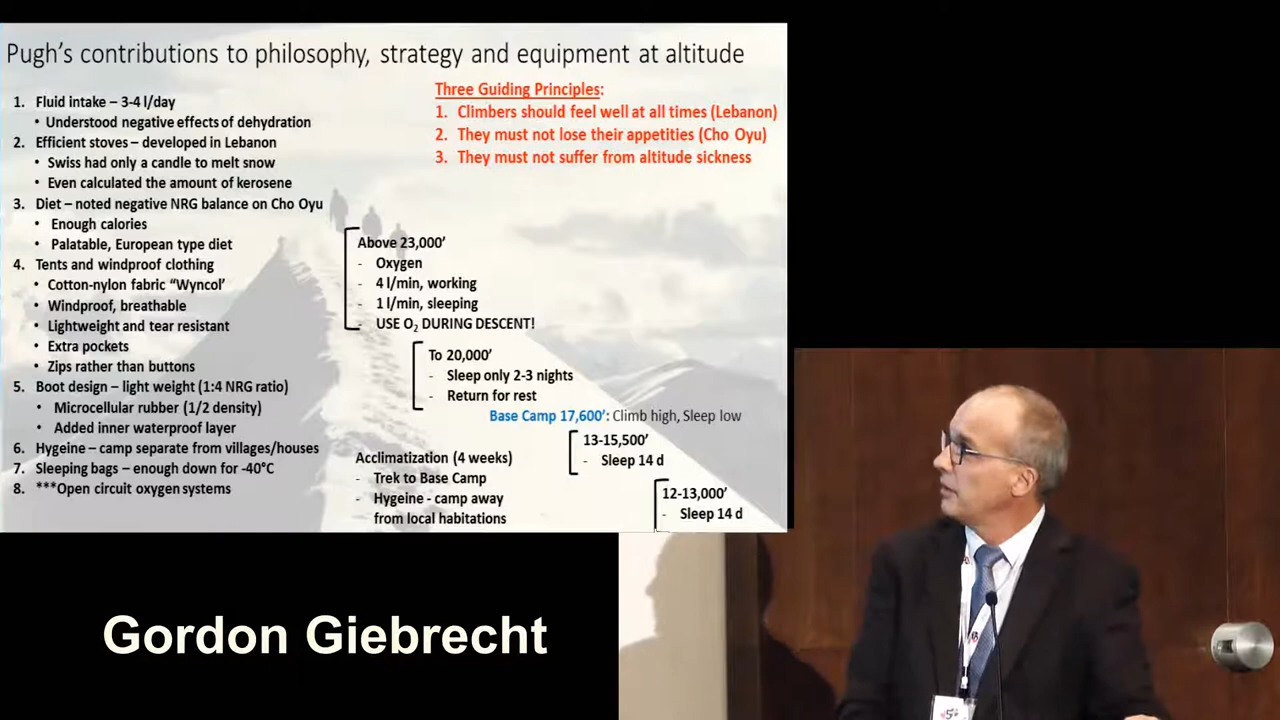 Pugh's contributions to philosophy, strategy and equipment at altitude
1. Fluid intake – 3-4 l/day
• Understood negative effects of dehydration
2. Efficient stoves – developed in Lebanon
• Swiss had only a candle to melt snow
• Even calculated the amount of kerosene
3. Diet – noted negative NRG balance on Cho Oyu
• Enough calories
• Palatable, European type diet
4. Tents and windproof clothing
• Cotton-nylon fabric "Wyncol'
• Windproof, breathable
• Lightweight and tear resistant
• Extra pockets
• Zips rather than buttons
5. Boot design – light weight (1:4 NRG ratio)
• Microcellular rubber (1/2 density)
• Added inner waterproof layer
6. Hygeine – camp separate from villages/houses
7. Sleeping bags – enough down for -40°C
8. ***Open circuit oxygen systems
Three Guiding Principles:
1. Climbers should feel well at all times (Lebanon)
2. They must not lose their appetities (Cho Oyu)
3. They must not suffer from altitude sickness
Above 23,000'
- Oxygen
- 4 l/min, working
- 1 l/min, sleeping
- USE O₂ DURING DESCENT!
To 20,000'
- Sleep only 2-3 nights
- Return for rest
Base Camp 17,600': Climb high, Sleep low
13-15,500'
- Sleep 14 d
Acclimatization (4 weeks)
- Trek to Base Camp
- Hygeine - camp away
from local habitations
12-13,000'
- Sleep 14 d
Gordon Giebrecht